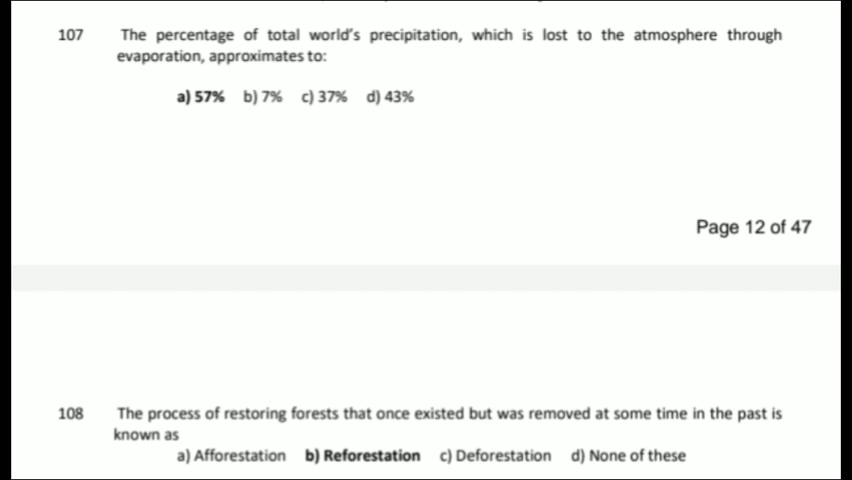 107 The percentage of total world's precipitation, which is lost to the atmosphere through
evaporation, approximates to:
a) 57% b) 7% c) 37% d) 43%
Page 12 of 47
108 The process of restoring forests that once existed but was removed at some time in the past is
known as
a) Afforestation b) Reforestation c) Deforestation d) None of these